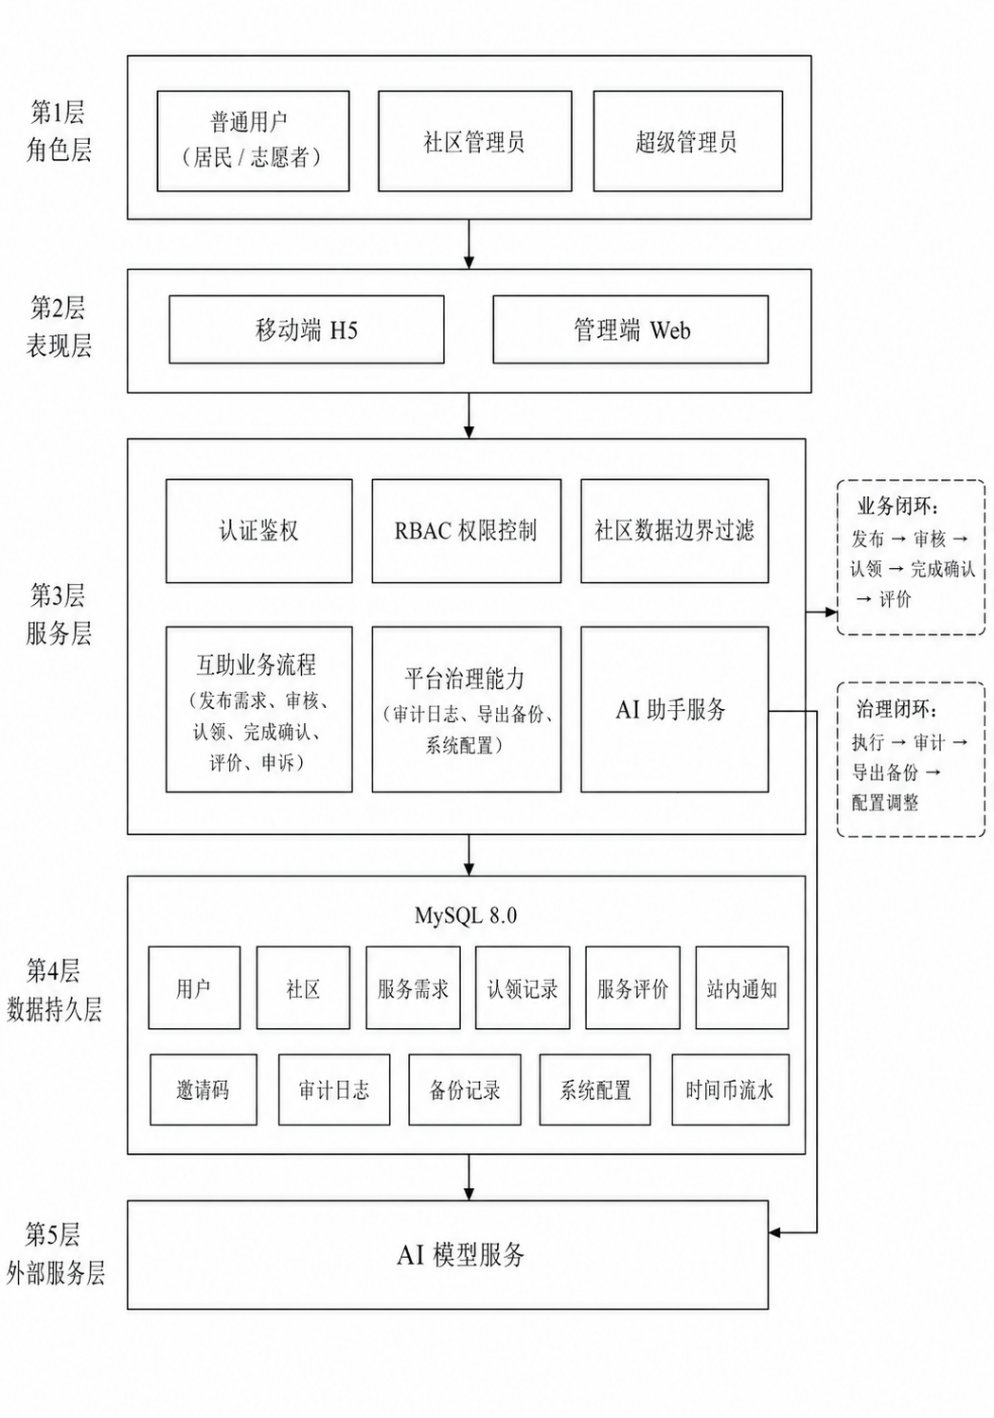 第1层
角色层
普通用户
（居民 / 志愿者）
社区管理员
超级管理员
第2层
表现层
移动端 H5
管理端 Web
第3层
服务层
认证鉴权
RBAC 权限控制
社区数据边界过滤
互助业务流程
（发布需求、审核、
认领、完成确认、
评价、申诉）
平台治理能力
（审计日志、导出备份、
系统配置）
AI 助手服务
业务闭环：
发布 → 审核 →
认领 → 完成确认
→ 评价
治理闭环：
执行 → 审计 →
导出备份 →
配置调整
第4层
数据持久层
MySQL 8.0
用户
社区
服务需求
认领记录
服务评价
站内通知
邀请码
审计日志
备份记录
系统配置
时间币流水
第5层
外部服务层
AI 模型服务